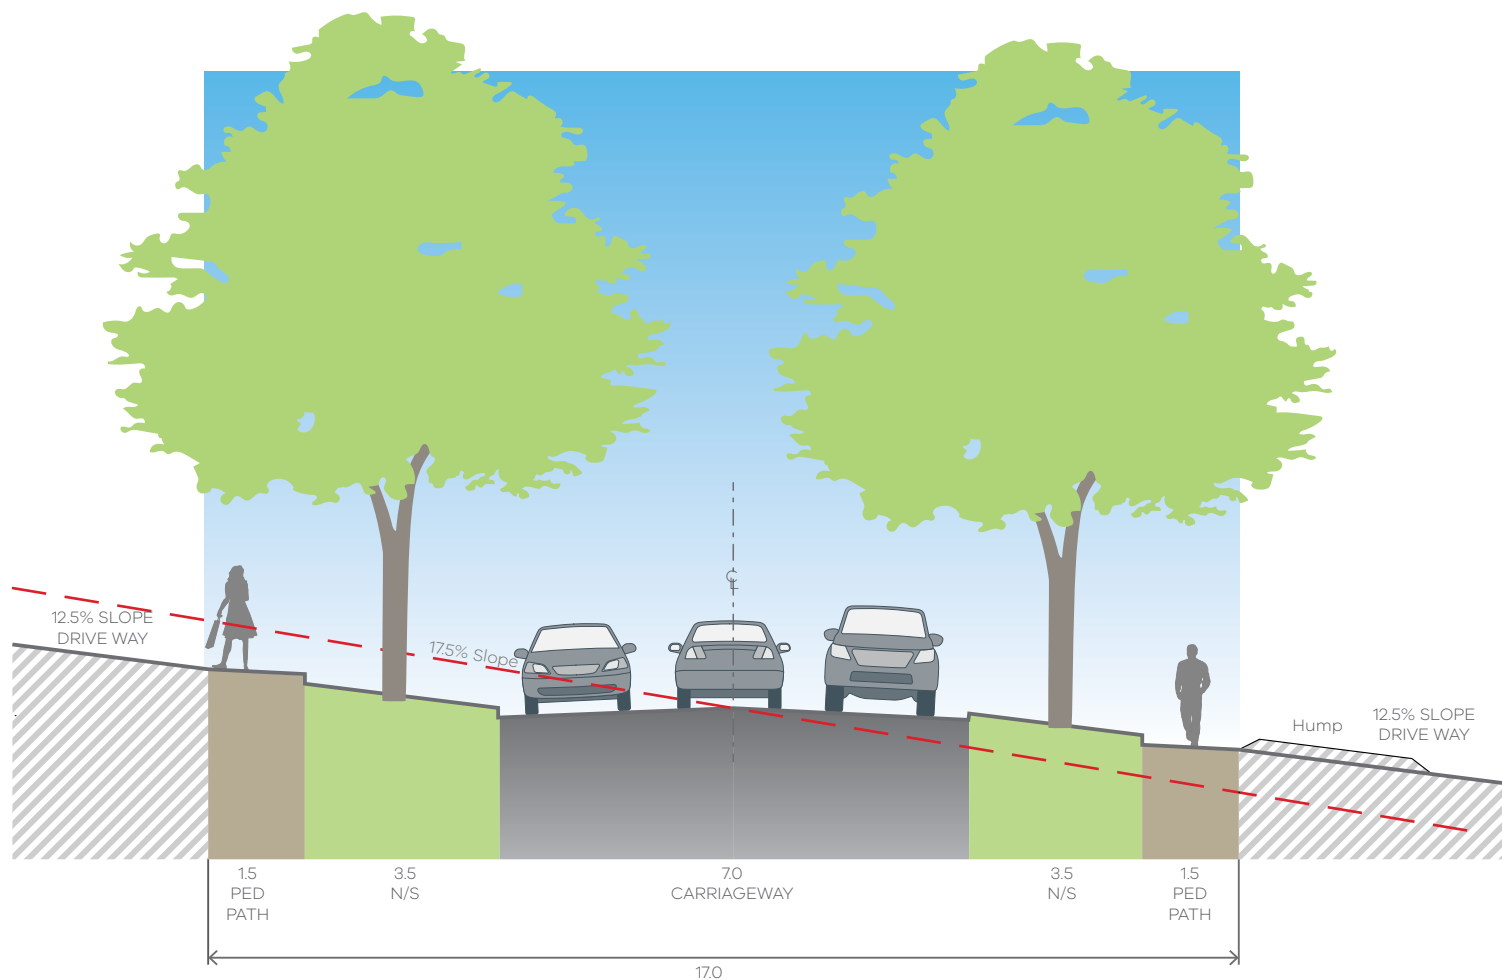 12.5% SLOPE
DRIVE WAY
17.5% Slope
℄
Hump
12.5% SLOPE
DRIVE WAY
1.5
PED
PATH
3.5
N/S
7.0
CARRIAGEWAY
3.5
N/S
1.5
PED
PATH
17.0